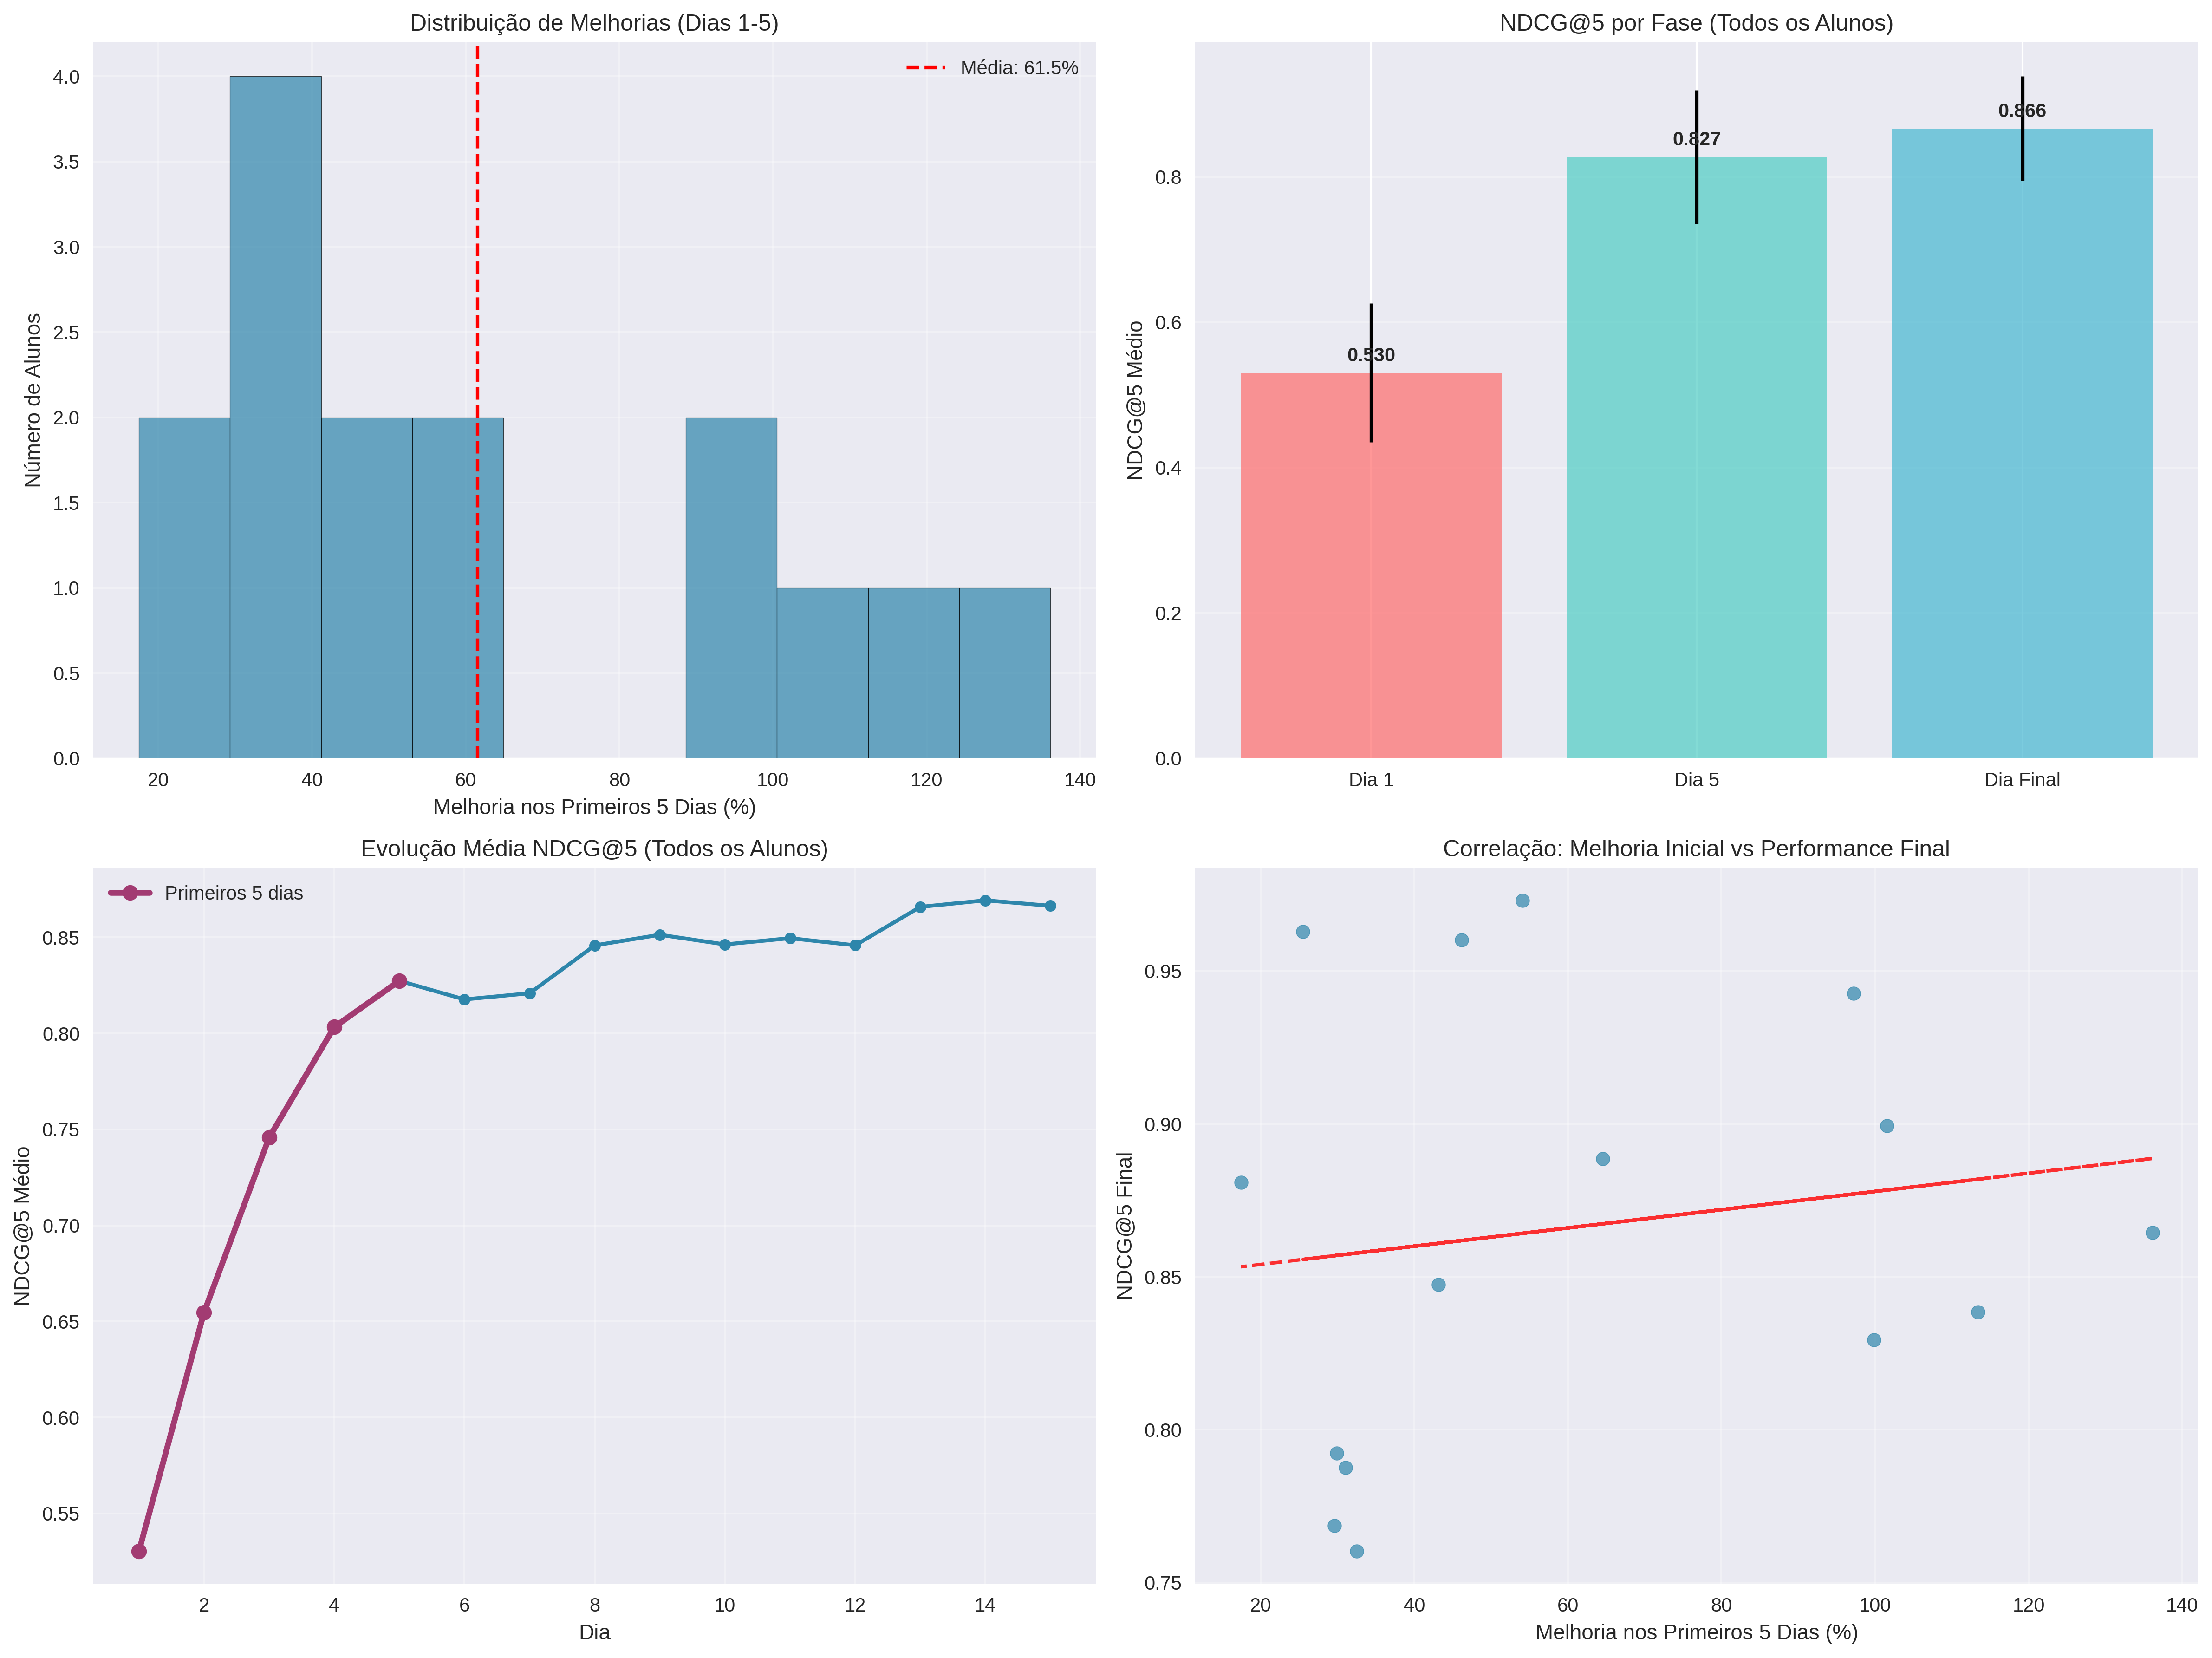 Distribuição de Melhorias (Dias 1-5)
Média: 61.5%
Número de Alunos
4.0
3.5
3.0
2.5
2.0
1.5
1.0
0.5
0.0
20 40 60 80 100 120 140
Melhoria nos Primeiros 5 Dias (%)
NDCG@5 por Fase (Todos os Alunos)
NDCG@5 Médio
0.8
0.6
0.4
0.2
0.0
0.530
0.827
0.866
Dia 1 Dia 5 Dia Final
Evolução Média NDCG@5 (Todos os Alunos)
Primeiros 5 dias
NDCG@5 Médio
0.85
0.80
0.75
0.70
0.65
0.60
0.55
2 4 6 8 10 12 14
Dia
Correlação: Melhoria Inicial vs Performance Final
NDCG@5 Final
0.95
0.90
0.85
0.80
0.75
20 40 60 80 100 120 140
Melhoria nos Primeiros 5 Dias (%)